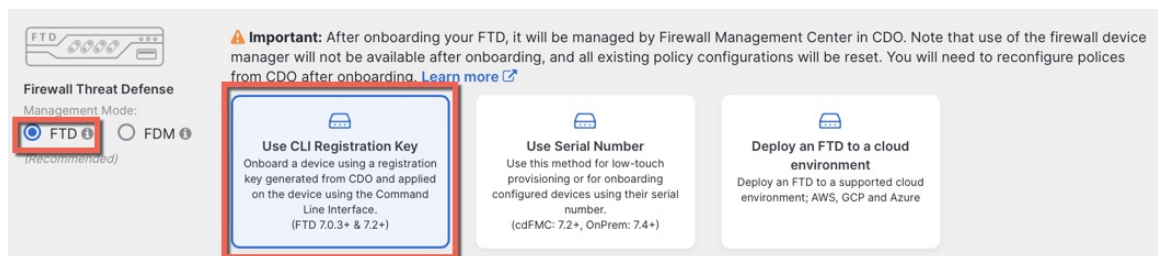 FTD
Firewall Threat Defense
Management Mode:
FTD FDM
(Recommended)
Important: After onboarding your FTD, it will be managed by Firewall Management Center in CDO. Note that use of the firewall device
manager will not be available after onboarding, and all existing policy configurations will be reset. You will need to reconfigure polices
from CDO after onboarding. Learn more
Use CLI Registration Key
Onboard a device using a registration
key generated from CDO and applied
on the device using the Command
Line Interface.
(FTD 7.0.3+ & 7.2+)
Use Serial Number
Use this method for low-touch
provisioning or for onboarding
configured devices using their serial
number.
(cdFMC: 7.2+, OnPrem: 7.4+)
Deploy an FTD to a cloud
environment
Deploy an FTD to a supported cloud
environment; AWS, GCP and Azure